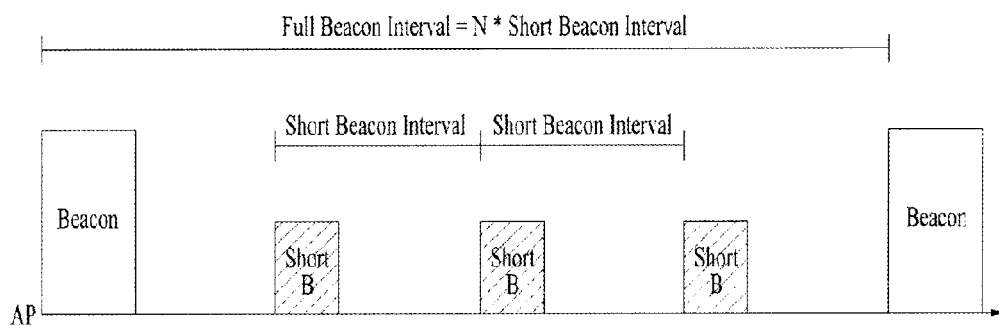 Full Beacon Interval = N * Short Beacon Interval
Short Beacon Interval
Short Beacon Interval
Beacon
Short
B
Short
B
Short
B
Beacon
AP